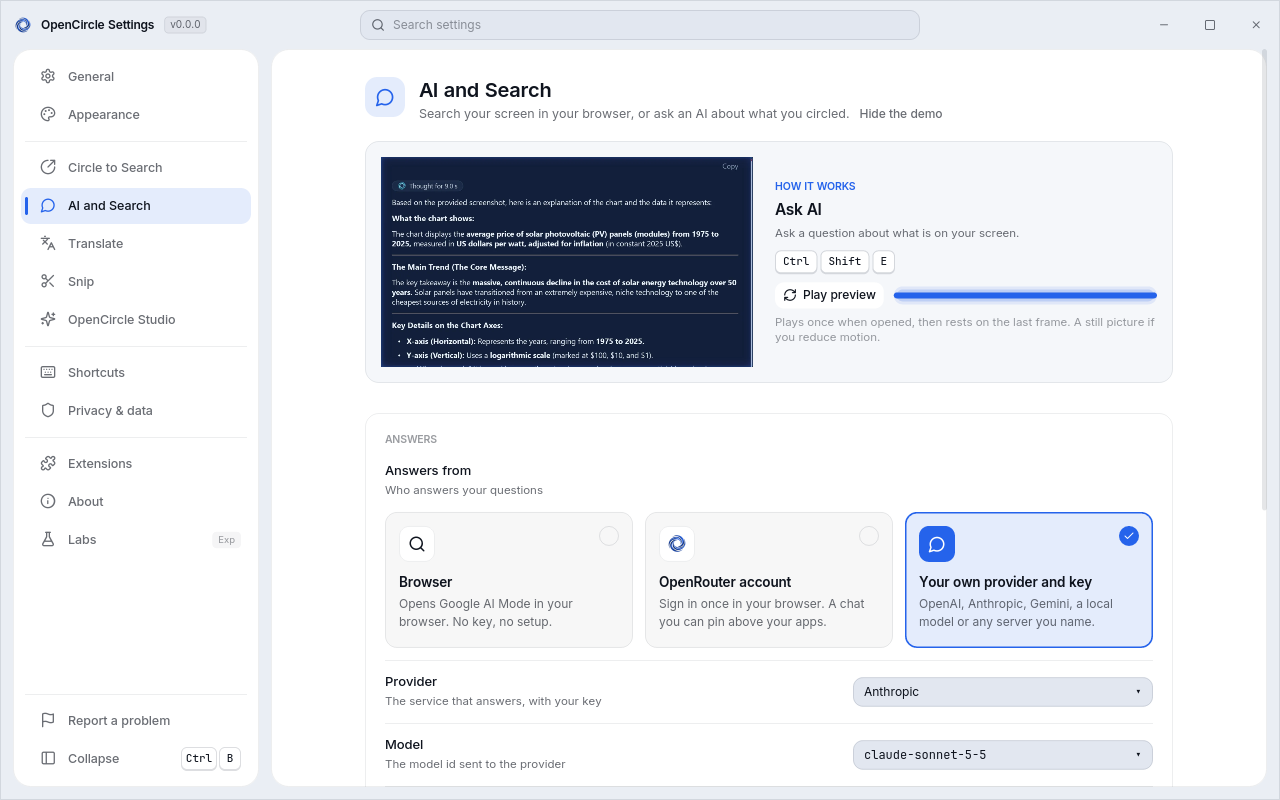 OpenCircle Settings v0.0.0
Search settings
General
Appearance
Circle to Search
AI and Search
Translate
Snip
OpenCircle Studio
Shortcuts
Privacy & data
Extensions
About
Labs Exp
Report a problem
Collapse Ctrl B
AI and Search
Search your screen in your browser, or ask an AI about what you circled. Hide the demo
Copy
Thought for 9.0 s
Based on the provided screenshot, here is an explanation of the chart and the data it represents:
What the chart shows:
The chart displays the average price of solar photovoltaic (PV) panels (modules) from 1975 to
2025, measured in US dollars per watt, adjusted for inflation (in constant 2025 US$).
The Main Trend (The Core Message):
The key takeaway is the massive, continuous decline in the cost of solar energy technology over 50
years. Solar panels have transitioned from an extremely expensive, niche technology to one of the
cheapest sources of electricity in history.
Key Details on the Chart Axes:
• X-axis (Horizontal): Represents the years, ranging from 1975 to 2025.
• Y-axis (Vertical): Uses a logarithmic scale (marked at $100, $10, and $1).
HOW IT WORKS
Ask AI
Ask a question about what is on your screen.
Ctrl Shift E
Play preview
Plays once when opened, then rests on the last frame. A still picture if
you reduce motion.
ANSWERS
Answers from
Who answers your questions
Browser
Opens Google AI Mode in your
browser. No key, no setup.
OpenRouter account
Sign in once in your browser. A chat
you can pin above your apps.
Your own provider and key
OpenAI, Anthropic, Gemini, a local
model or any server you name.
Provider
The service that answers, with your key
Anthropic
Model
The model id sent to the provider
claude-sonnet-5-5